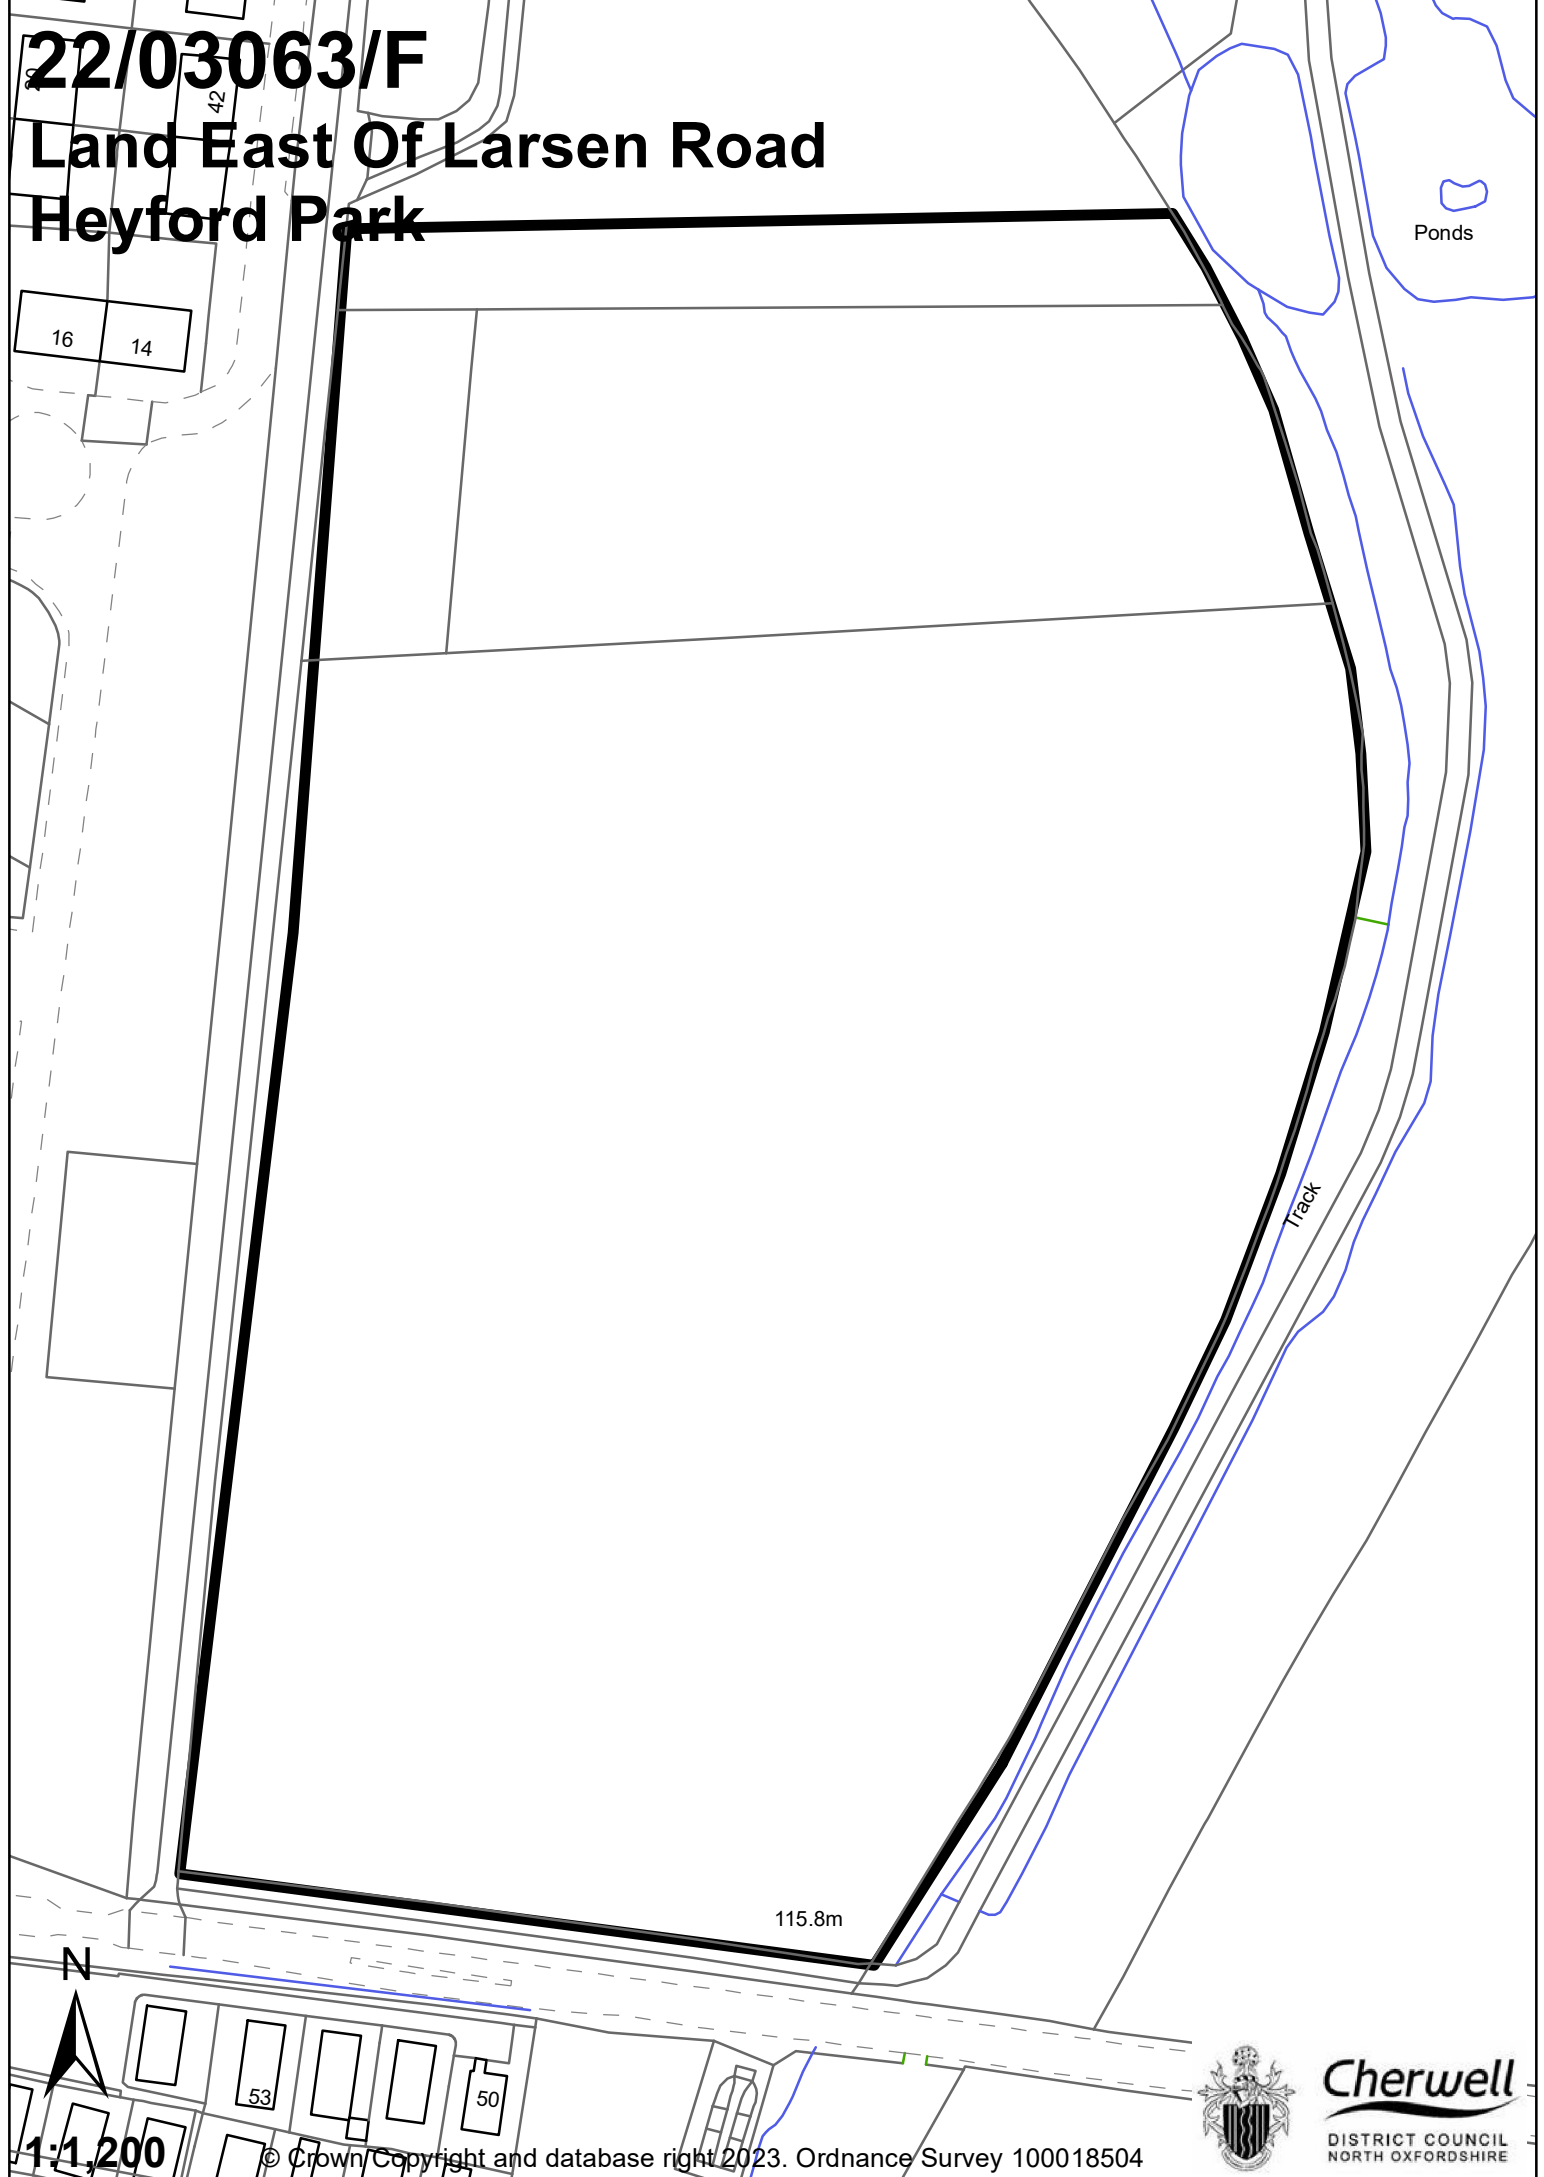 22/03063/F
Land East Of Larsen Road
Heyford Park
20
42
Ponds
16
14
Track
115.8m
N
53
50
1:1,200
© Crown Copyright and database right 2023. Ordnance Survey 100018504
Cherwell
DISTRICT COUNCIL
NORTH OXFORDSHIRE